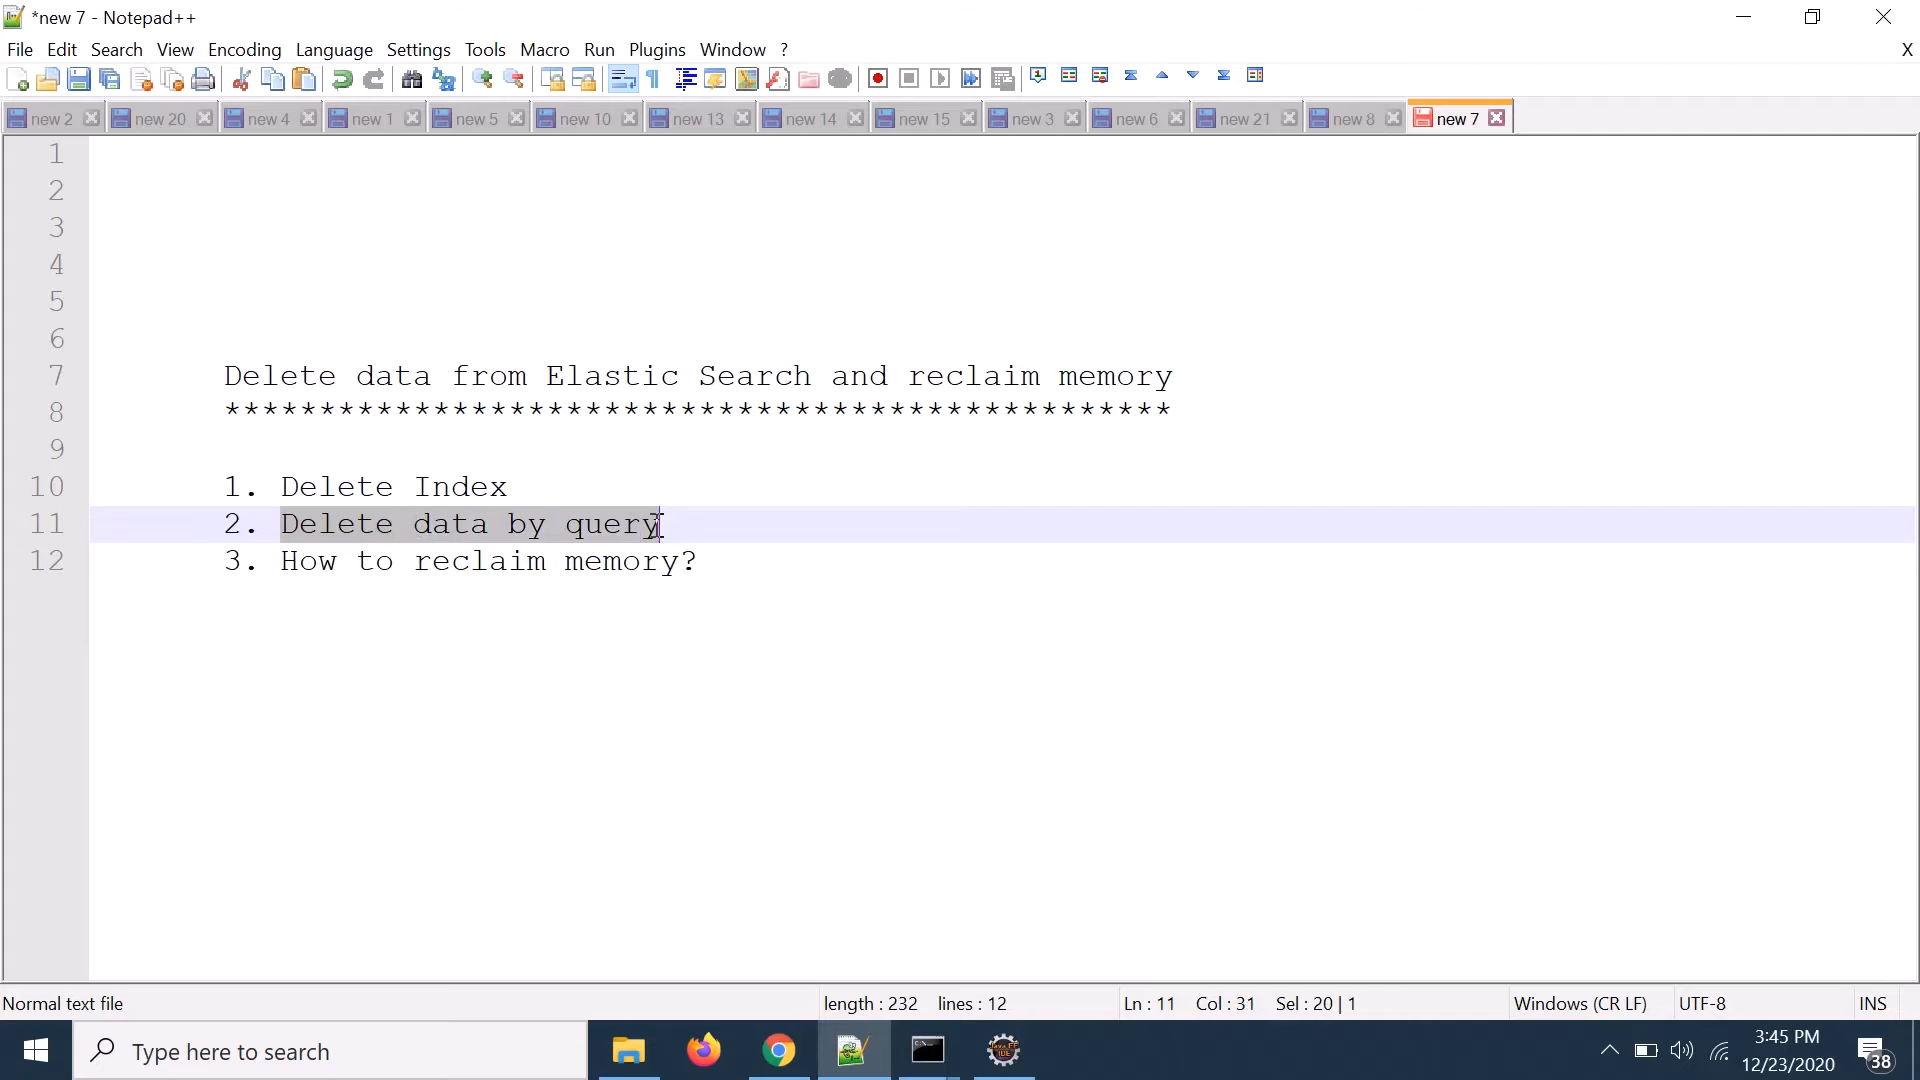 *new 7 - Notepad++
File Edit Search View Encoding Language Settings Tools Macro Run Plugins Window ? X
new 2 new 20 new 4 new 1 new 5 new 10 new 13 new 14 new 15 new 3 new 6 new 21 new 8 new 7
1
2
3
4
5
6
7 Delete data from Elastic Search and reclaim memory
8 **************************************************
9
10 1. Delete Index
11 2. Delete data by query
12 3. How to reclaim memory?
Normal text file length : 232 lines : 12 Ln : 11 Col : 31 Sel : 20 | 1 Windows (CR LF) UTF-8 INS
Type here to search
3:45 PM
12/23/2020
38